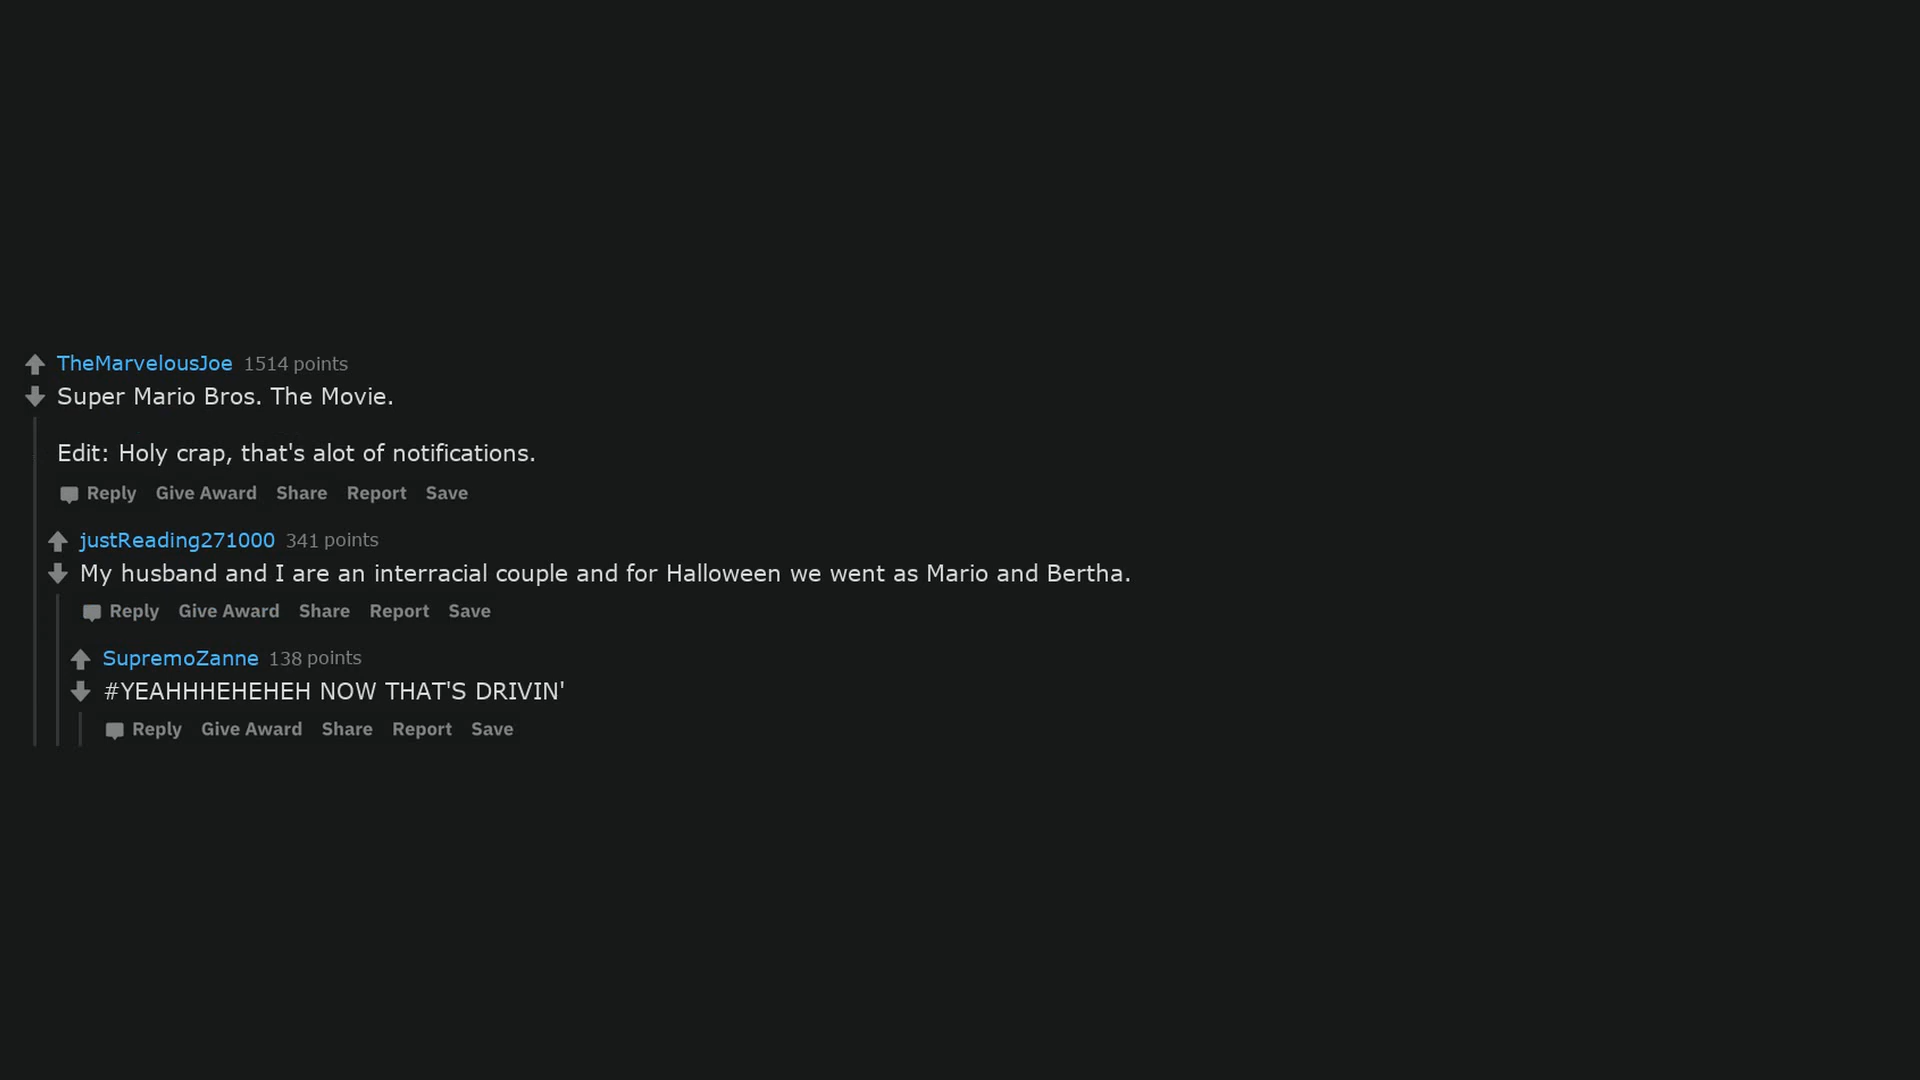 TheMarvelousJoe 1514 points
Super Mario Bros. The Movie.
Edit: Holy crap, that's alot of notifications.
Reply Give Award Share Report Save
justReading271000 341 points
My husband and I are an interracial couple and for Halloween we went as Mario and Bertha.
Reply Give Award Share Report Save
SupremoZanne 138 points
#YEAHHHEHEHEH NOW THAT'S DRIVIN'
Reply Give Award Share Report Save